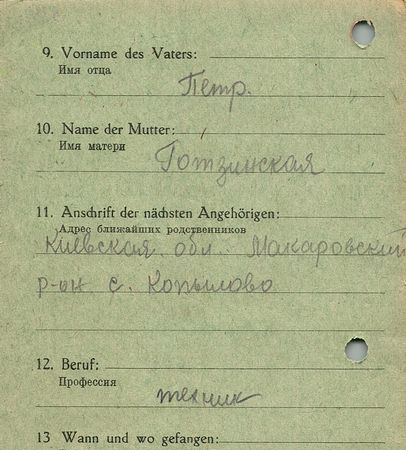 9. Vorname des Vaters:
Имя отца
Петр.
10. Name der Mutter:
Имя матери
Готзинская
11. Anschrift der nächsten Angehörigen:
Адрес ближайших родственников
Киевская обл. Макаровский
р-он с. Копылово
12. Beruf:
Профессия
техник
13 Wann und wo gefangen: